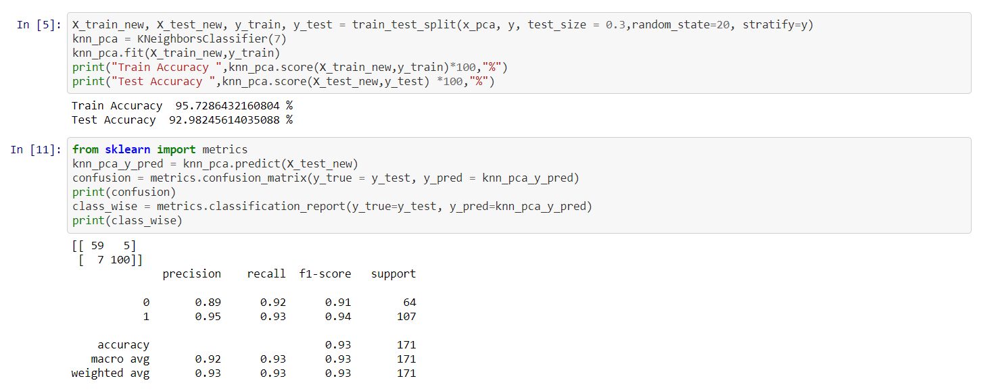 In [5]: X_train_new, X_test_new, y_train, y_test = train_test_split(x_pca, y, test_size = 0.3,random_state=20, stratify=y)
knn_pca = KNeighborsClassifier(7)
knn_pca.fit(X_train_new,y_train)
print("Train Accuracy ",knn_pca.score(X_train_new,y_train)*100,"%")
print("Test Accuracy ",knn_pca.score(X_test_new,y_test) *100,"%")
Train Accuracy  95.7286432160804 %
Test Accuracy  92.98245614035088 %
In [11]: from sklearn import metrics
knn_pca_y_pred = knn_pca.predict(X_test_new)
confusion = metrics.confusion_matrix(y_true = y_test, y_pred = knn_pca_y_pred)
print(confusion)
class_wise = metrics.classification_report(y_true=y_test, y_pred=knn_pca_y_pred)
print(class_wise)
[[ 59   5]
 [  7 100]]
              precision    recall  f1-score   support
           0       0.89      0.92      0.91        64
           1       0.95      0.93      0.94       107
    accuracy                           0.93       171
   macro avg       0.92      0.93      0.93       171
weighted avg       0.93      0.93      0.93       171